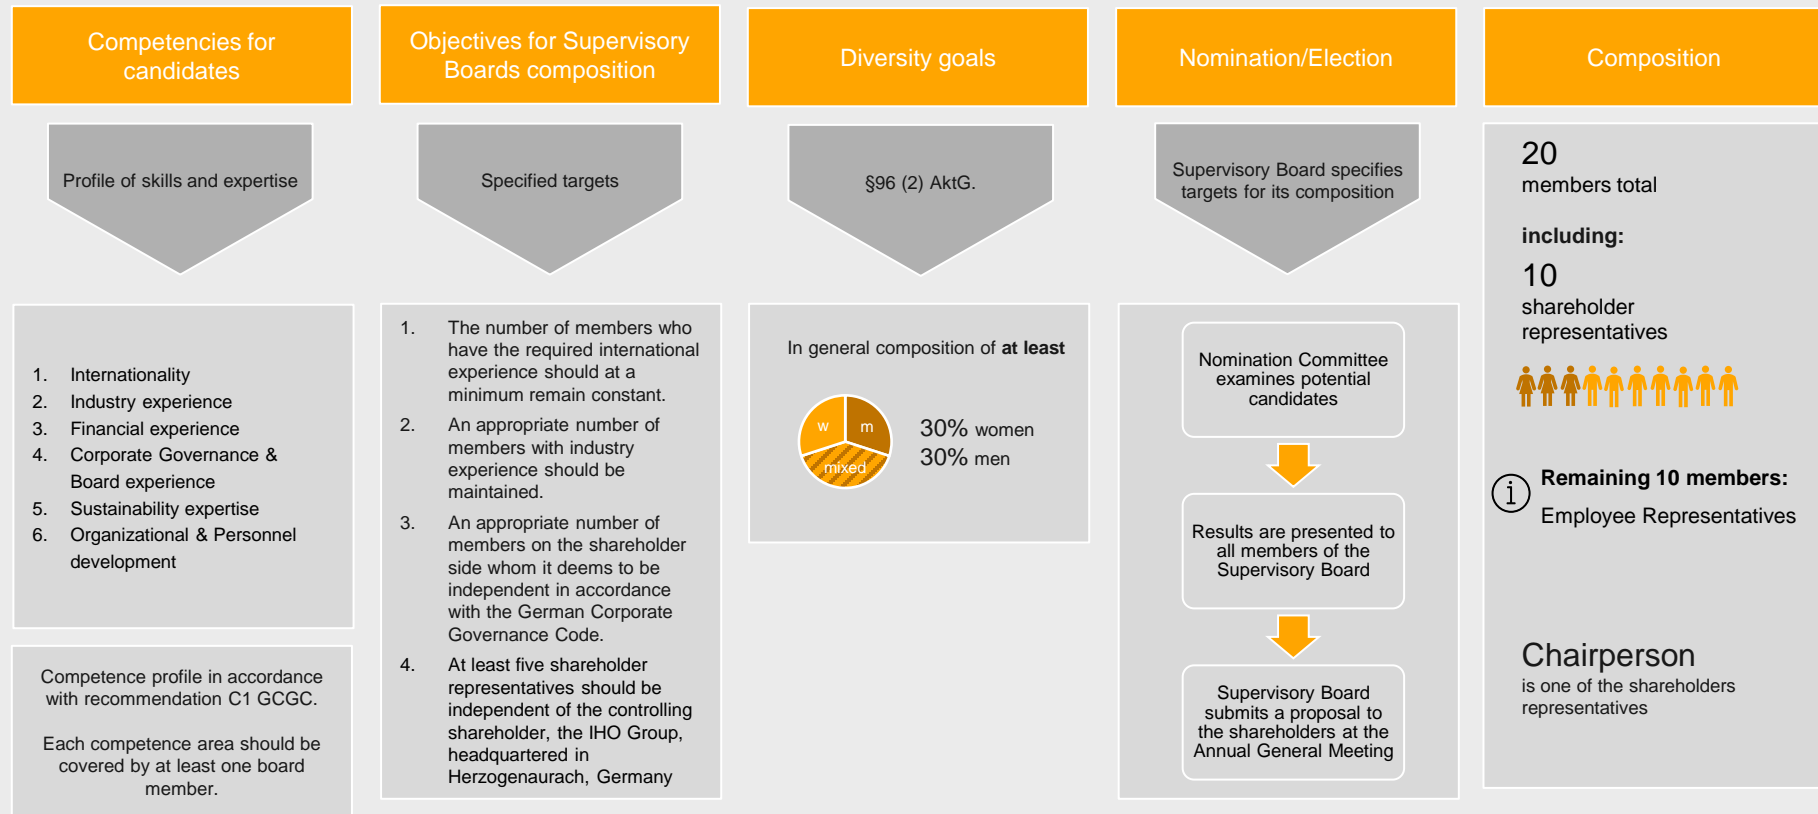 Competencies for
candidates
Profile of skills and expertise
1. Internationality
2. Industry experience
3. Financial experience
4. Corporate Governance &
Board experience
5. Sustainability expertise
6. Organizational & Personnel
development
Competence profile in accordance
with recommendation C1 GCGC.
Each competence area should be
covered by at least one board
member.
Objectives for Supervisory
Boards composition
Specified targets
1. The number of members who
have the required international
experience should at a
minimum remain constant.
2. An appropriate number of
members with industry
experience should be
maintained.
3. An appropriate number of
members on the shareholder
side whom it deems to be
independent in accordance
with the German Corporate
Governance Code.
4. At least five shareholder
representatives should be
independent of the controlling
shareholder, the IHO Group,
headquartered in
Herzogenaurach, Germany
Diversity goals
§96 (2) AktG.
In general composition of at least
w m
mixed
30% women
30% men
Nomination/Election
Supervisory Board specifies
targets for its composition
Nomination Committee
examines potential
candidates
Results are presented to
all members of the
Supervisory Board
Supervisory Board
submits a proposal to
the shareholders at the
Annual General Meeting
Composition
20
members total
including:
10
shareholder
representatives
i
Remaining 10 members:
Employee Representatives
Chairperson
is one of the shareholders
representatives